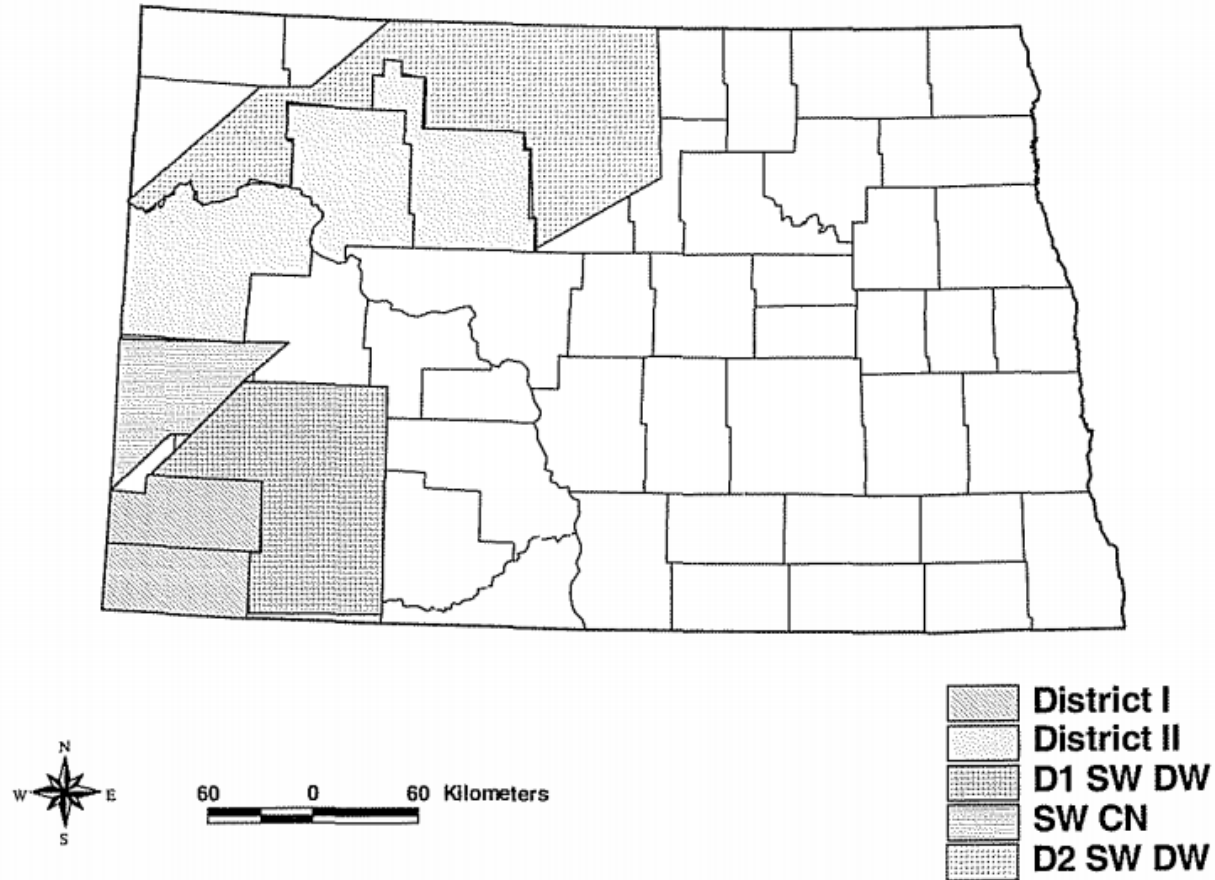 District I
District II
D1 SW DW
SW CN
D2 SW DW
N
W E
S
60 0 60 Kilometers